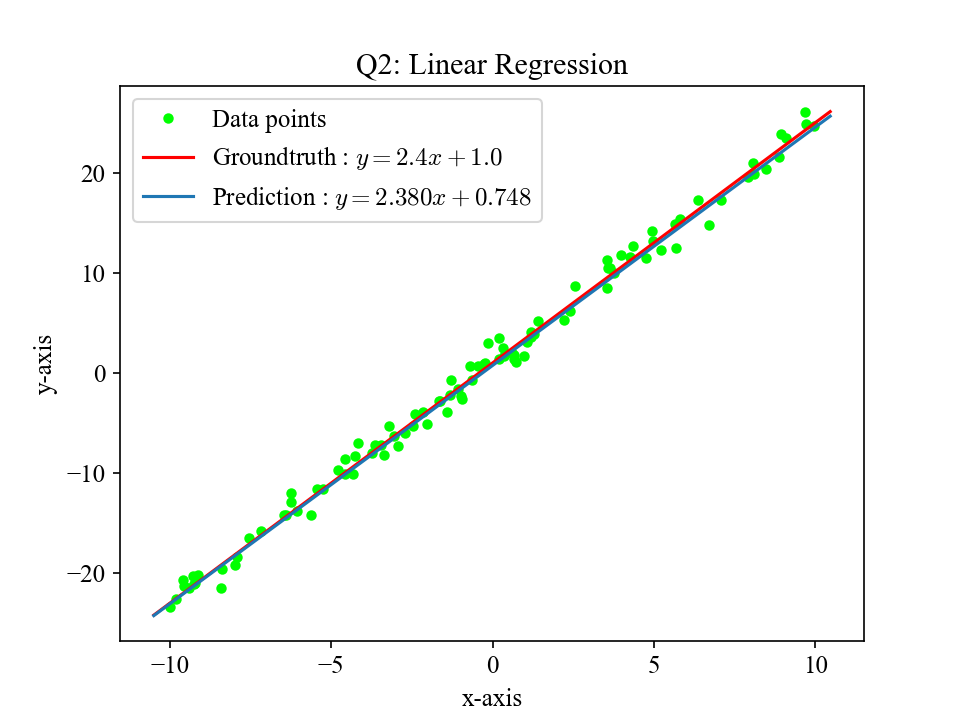 Q2: Linear Regression
Data points
Groundtruth : y = 2.4x + 1.0
Prediction : y = 2.380x + 0.748
20
10
0
−10
−20
y-axis
−10 −5 0 5 10
x-axis